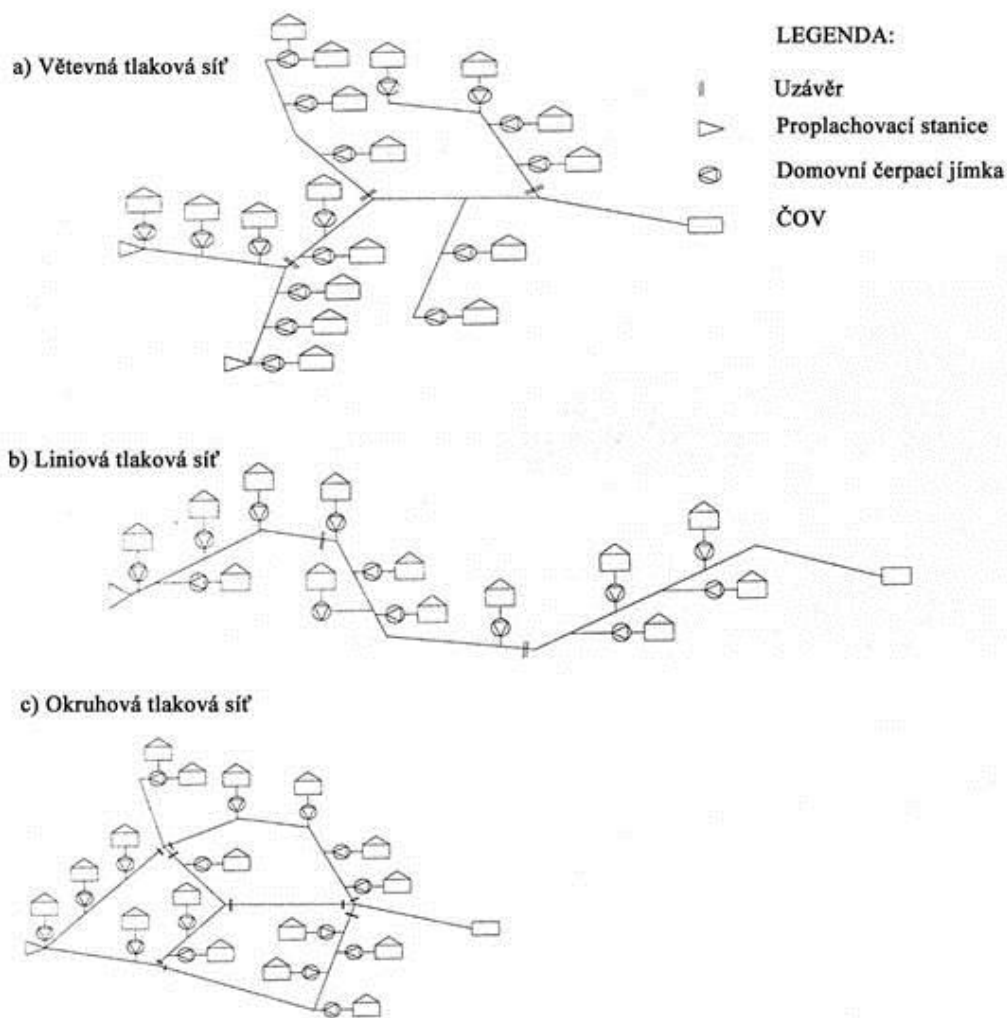 a) Větevná tlaková síť
LEGENDA:
Uzávěr
Proplachovací stanice
Domovní čerpací jímka
ČOV
b) Liniová tlaková síť
c) Okruhová tlaková síť